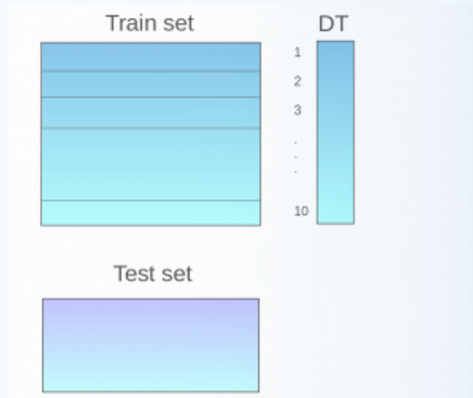 Train set
DT
1
2
3
.
.
.
10
Test set